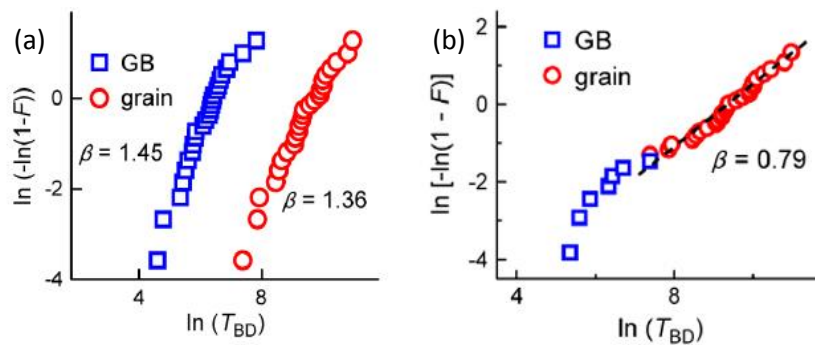 (a)
GB
grain
β = 1.45
β = 1.36
ln (-ln(1-F))
0
-2
-4
4
8
ln (T_BD)
(b)
GB
grain
β = 0.79
ln [-ln(1 - F)]
2
0
-2
-4
4
8
ln (T_BD)